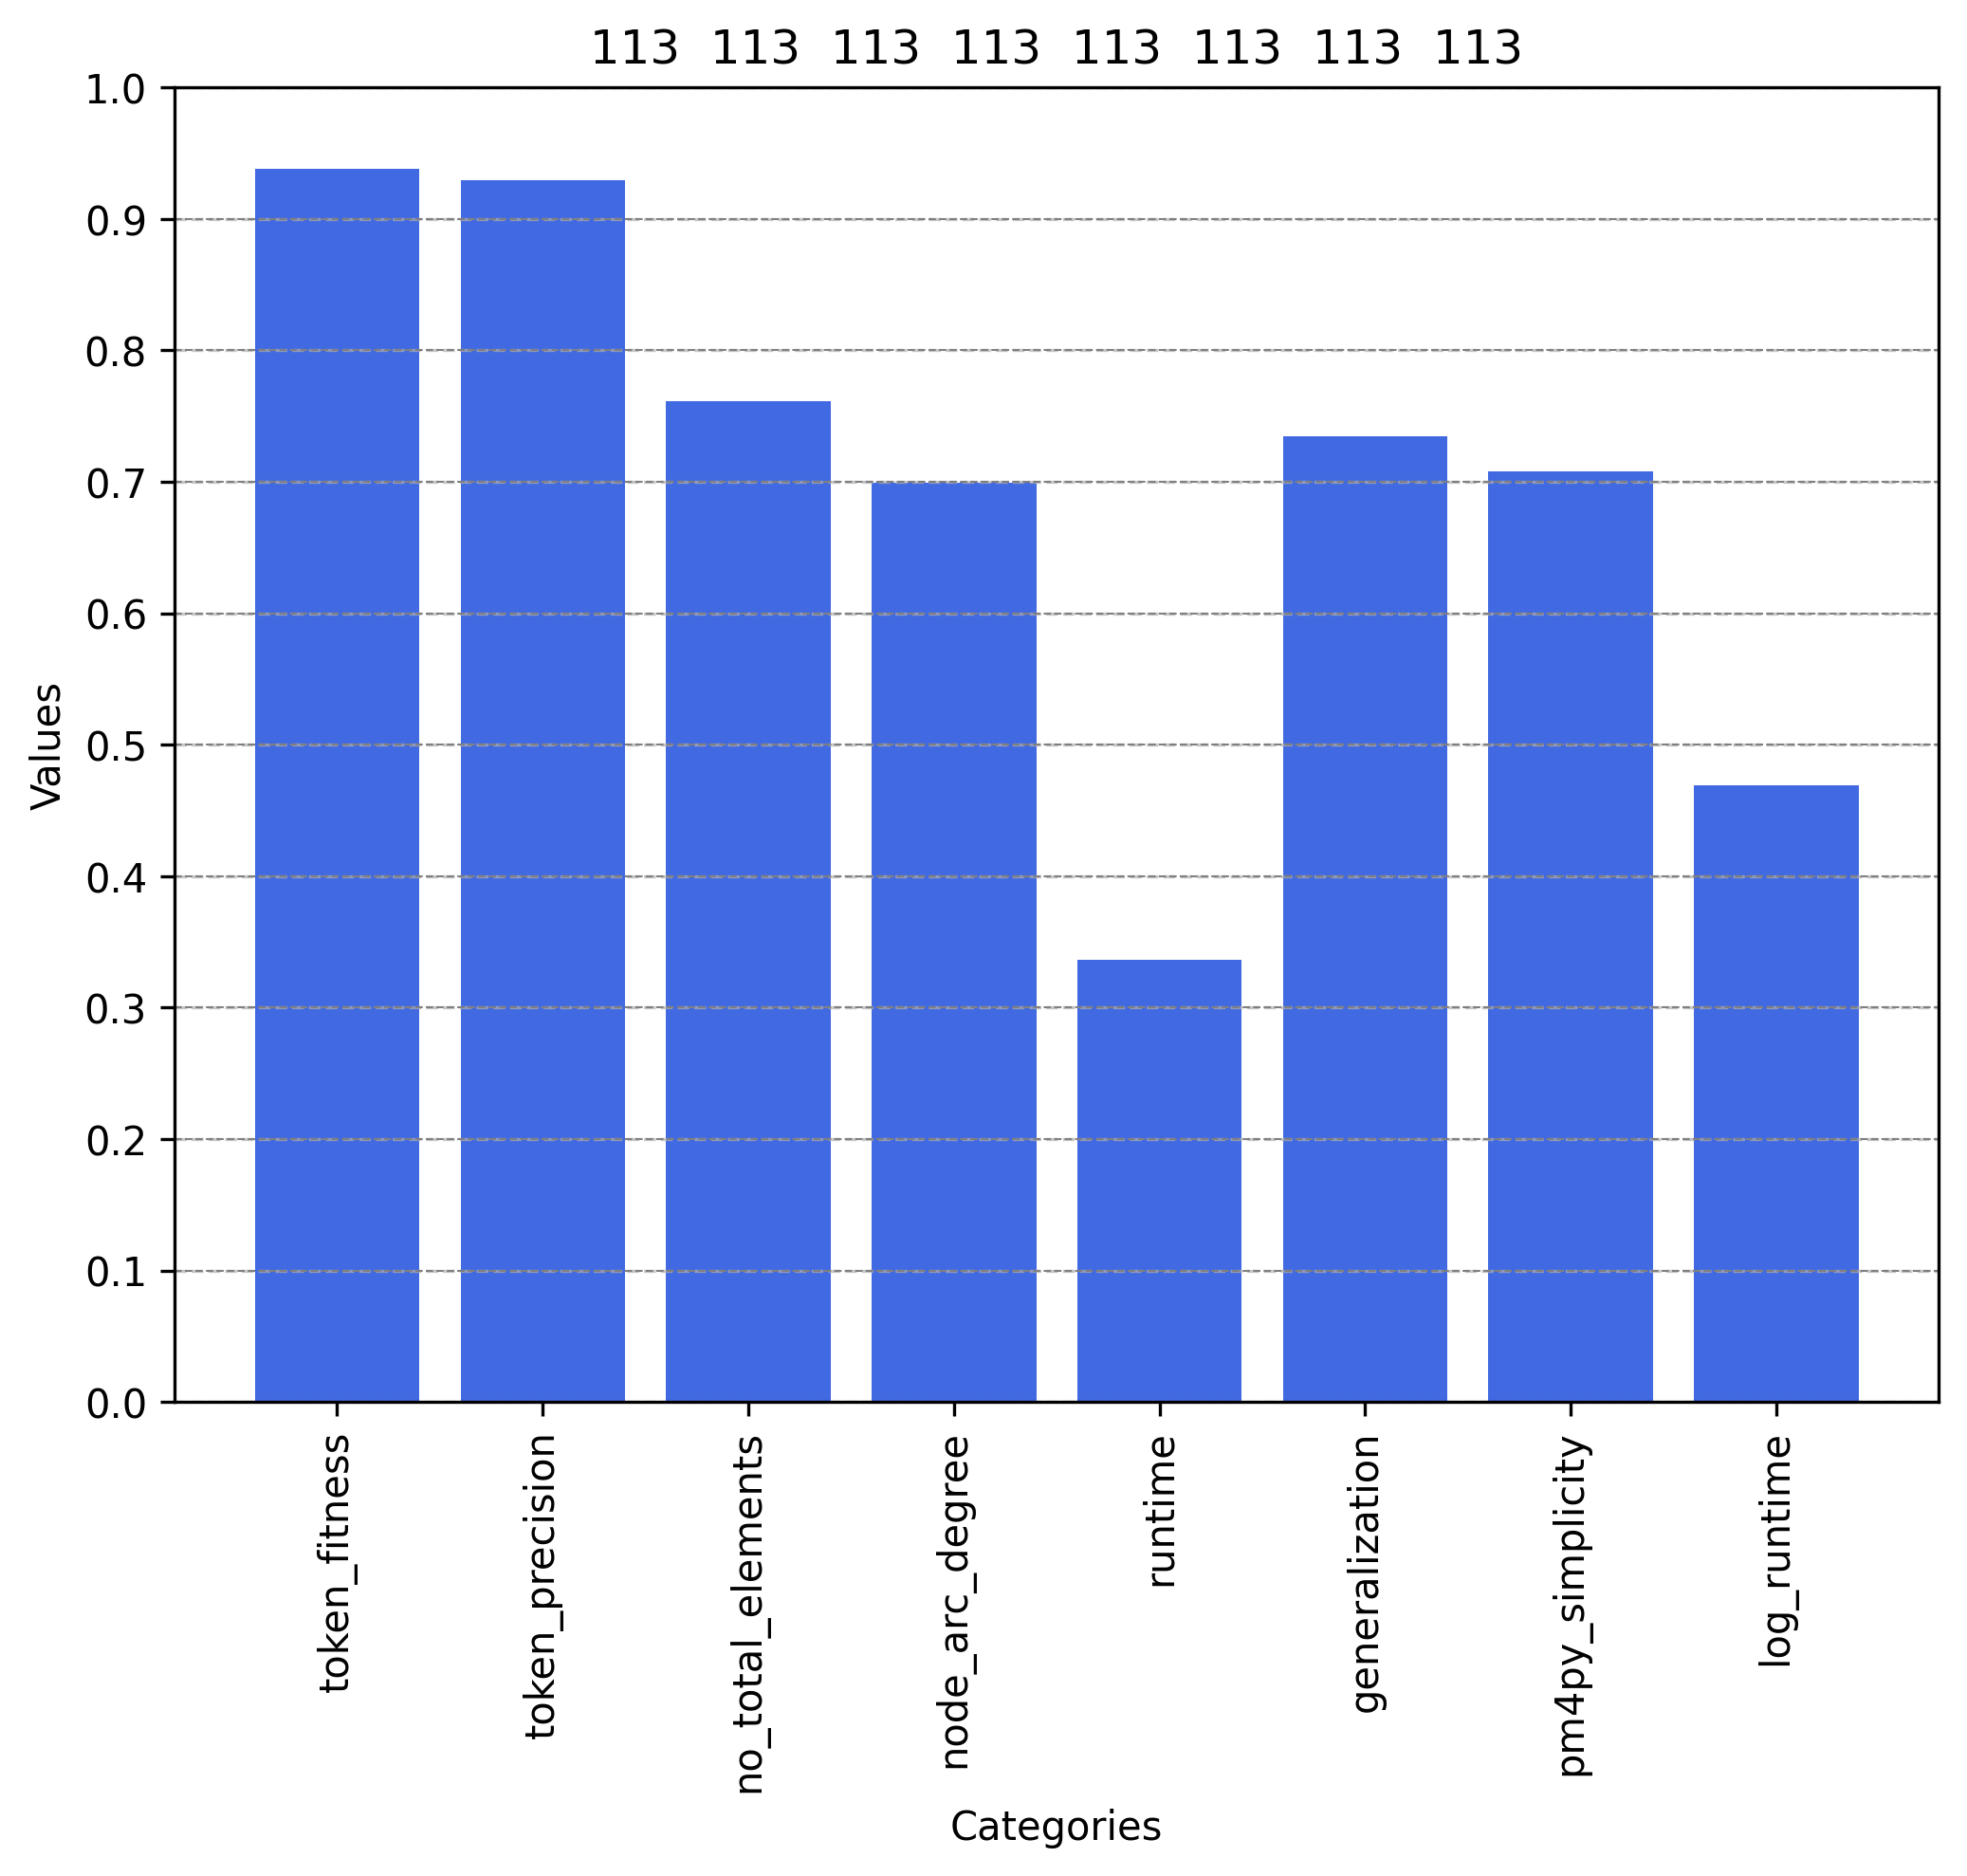 113 113 113 113 113 113 113 113
1.0
0.9
0.8
0.7
0.6
0.5
0.4
0.3
0.2
0.1
0.0
Values
token_fitness
token_precision
no_total_elements
node_arc_degree
runtime
generalization
pm4py_simplicity
log_runtime
Categories